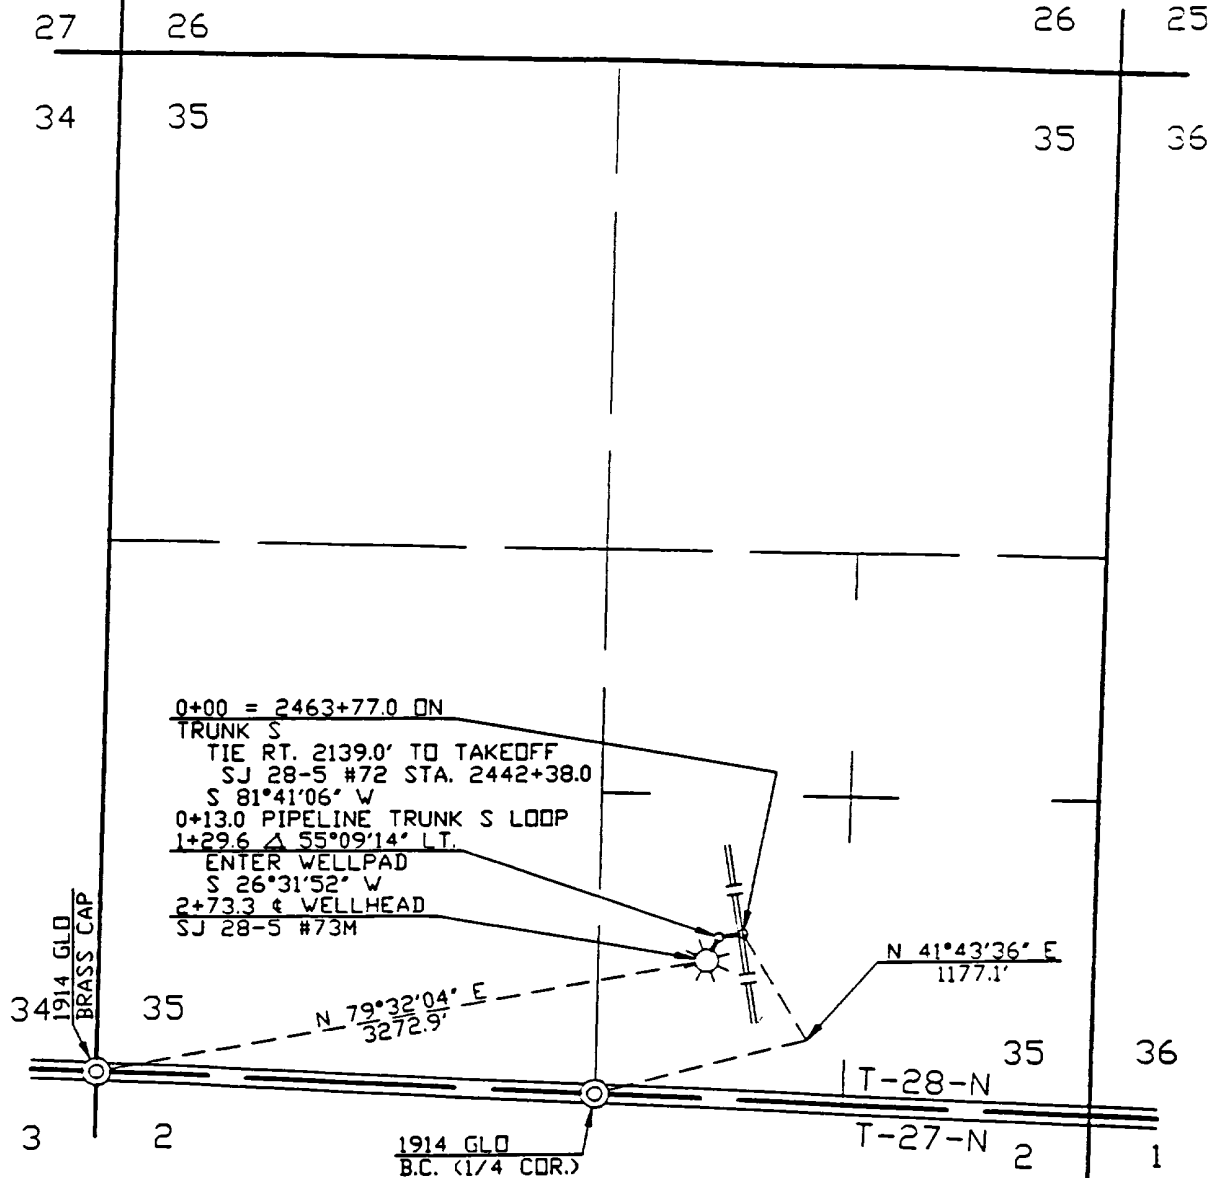 27 26 26 25
34 35 35 36
0+00 = 2463+77.0 ON
TRUNK S
TIE RT. 2139.0' TO TAKEOFF
SJ 28-5 #72 STA. 2442+38.0
S 81°41'06" W
0+13.0 PIPELINE TRUNK S LOOP
1+29.6 Δ 55°09'14" LT.
ENTER WELLPAD
S 26°31'52" W
2+73.3 ₵ WELLHEAD
SJ 28-5 #73M
1914 GLO
BRASS CAP
N 41°43'36" E
1177.1'
N 79°32'04" E
3272.9'
34 35 35 36
T-28-N
T-27-N
3 2 2 1
1914 GLO
B.C. (1/4 COR.)